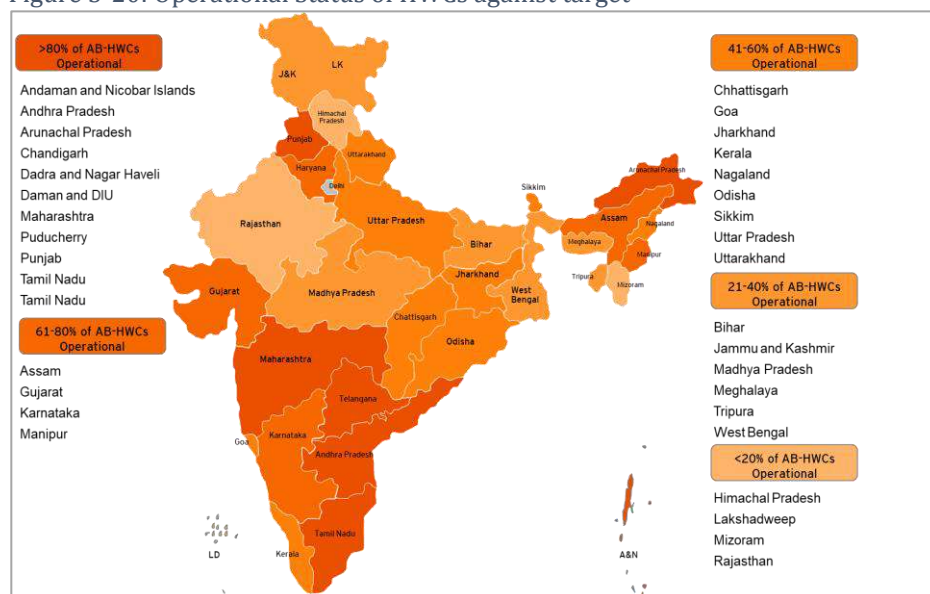 Figure 3-20: Operational Status of HWCs against target
>80% of AB-HWCs
Operational
Andaman and Nicobar Islands
Andhra Pradesh
Arunachal Pradesh
Chandigarh
Dadra and Nagar Haveli
Daman and DIU
Maharashtra
Puducherry
Punjab
Tamil Nadu
Tamil Nadu
61-80% of AB-HWCs
Operational
Assam
Gujarat
Karnataka
Manipur
LK
J&K
Himachal
Pradesh
Punjab
Uttarakhand
Haryana
Delhi
Rajasthan
Uttar Pradesh
Sikkim
Arunachal Pradesh
Assam
Nagaland
Meghalaya
Manipur
Bihar
Tripura
Mizoram
Jharkhand
West
Bengal
Gujarat
Madhya Pradesh
Chattisgarh
Odisha
Maharashtra
Telangana
Goa
Karnataka
Andhra Pradesh
Tamil Nadu
Kerala
LD
A&N
41-60% of AB-HWCs
Operational
Chhattisgarh
Goa
Jharkhand
Kerala
Nagaland
Odisha
Sikkim
Uttar Pradesh
Uttarakhand
21-40% of AB-HWCs
Operational
Bihar
Jammu and Kashmir
Madhya Pradesh
Meghalaya
Tripura
West Bengal
<20% of AB-HWCs
Operational
Himachal Pradesh
Lakshadweep
Mizoram
Rajasthan